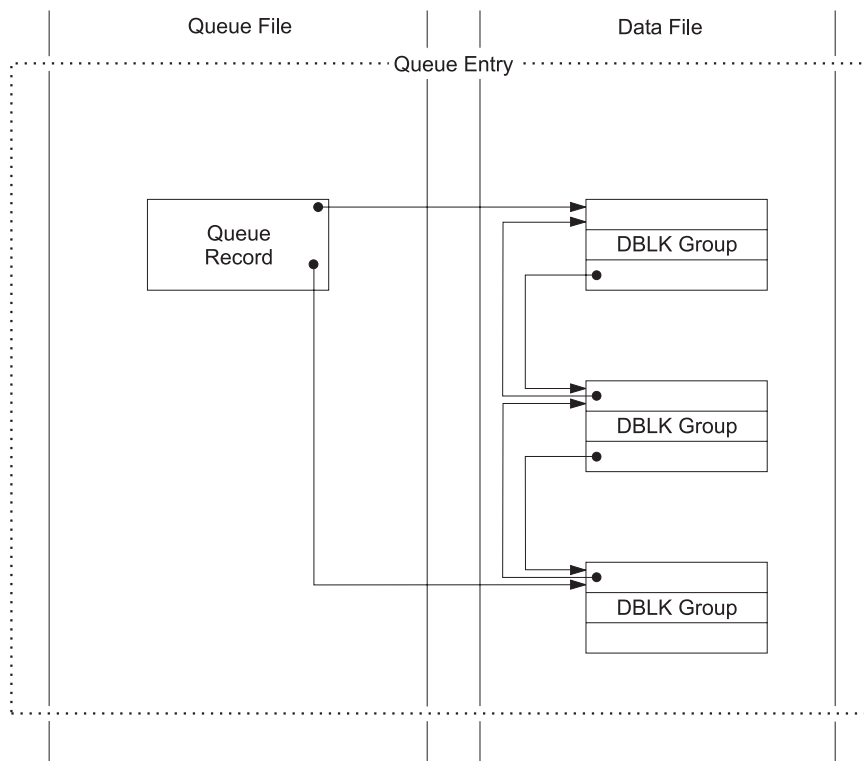 Queue File
Data File
Queue Entry
Queue
Record
DBLK Group
DBLK Group
DBLK Group